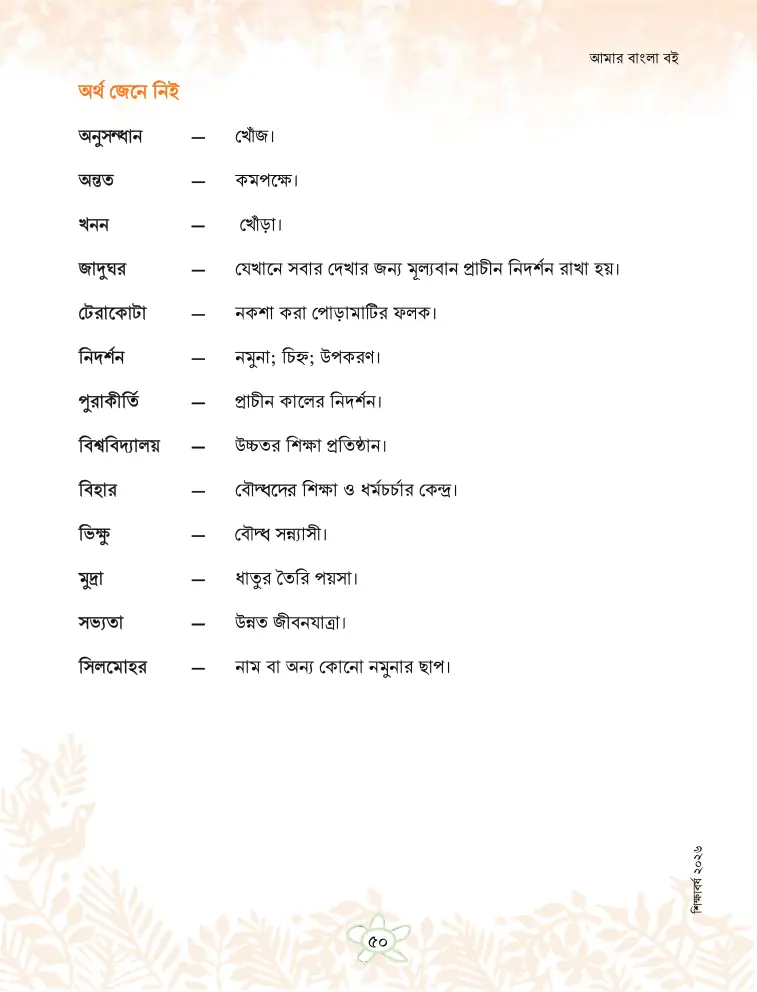 আমার বাংলা বই
অর্থ জেনে নিই
অনুসন্ধান — খোঁজ।
অন্তত — কমপক্ষে।
খনন — খোঁড়া।
জাদুঘর — যেখানে সবার দেখার জন্য মূল্যবান প্রাচীন নিদর্শন রাখা হয়।
টেরাকোটা — নকশা করা পোড়ামাটির ফলক।
নিদর্শন — নমুনা; চিহ্ন; উপকরণ।
পুরাকীর্তি — প্রাচীন কালের নিদর্শন।
বিশ্ববিদ্যালয় — উচ্চতর শিক্ষা প্রতিষ্ঠান।
বিহার — বৌদ্ধদের শিক্ষা ও ধর্মচর্চার কেন্দ্র।
ভিক্ষু — বৌদ্ধ সন্ন্যাসী।
মুদ্রা — ধাতুর তৈরি পয়সা।
সভ্যতা — উন্নত জীবনযাত্রা।
সিলমোহর — নাম বা অন্য কোনো নমুনার ছাপ।
শিক্ষাবর্ষ ২০২৬
৫০